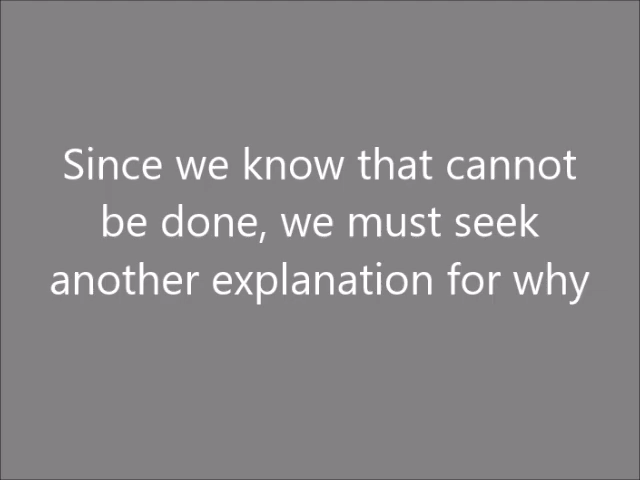 Since we know that cannot
be done, we must seek
another explanation for why